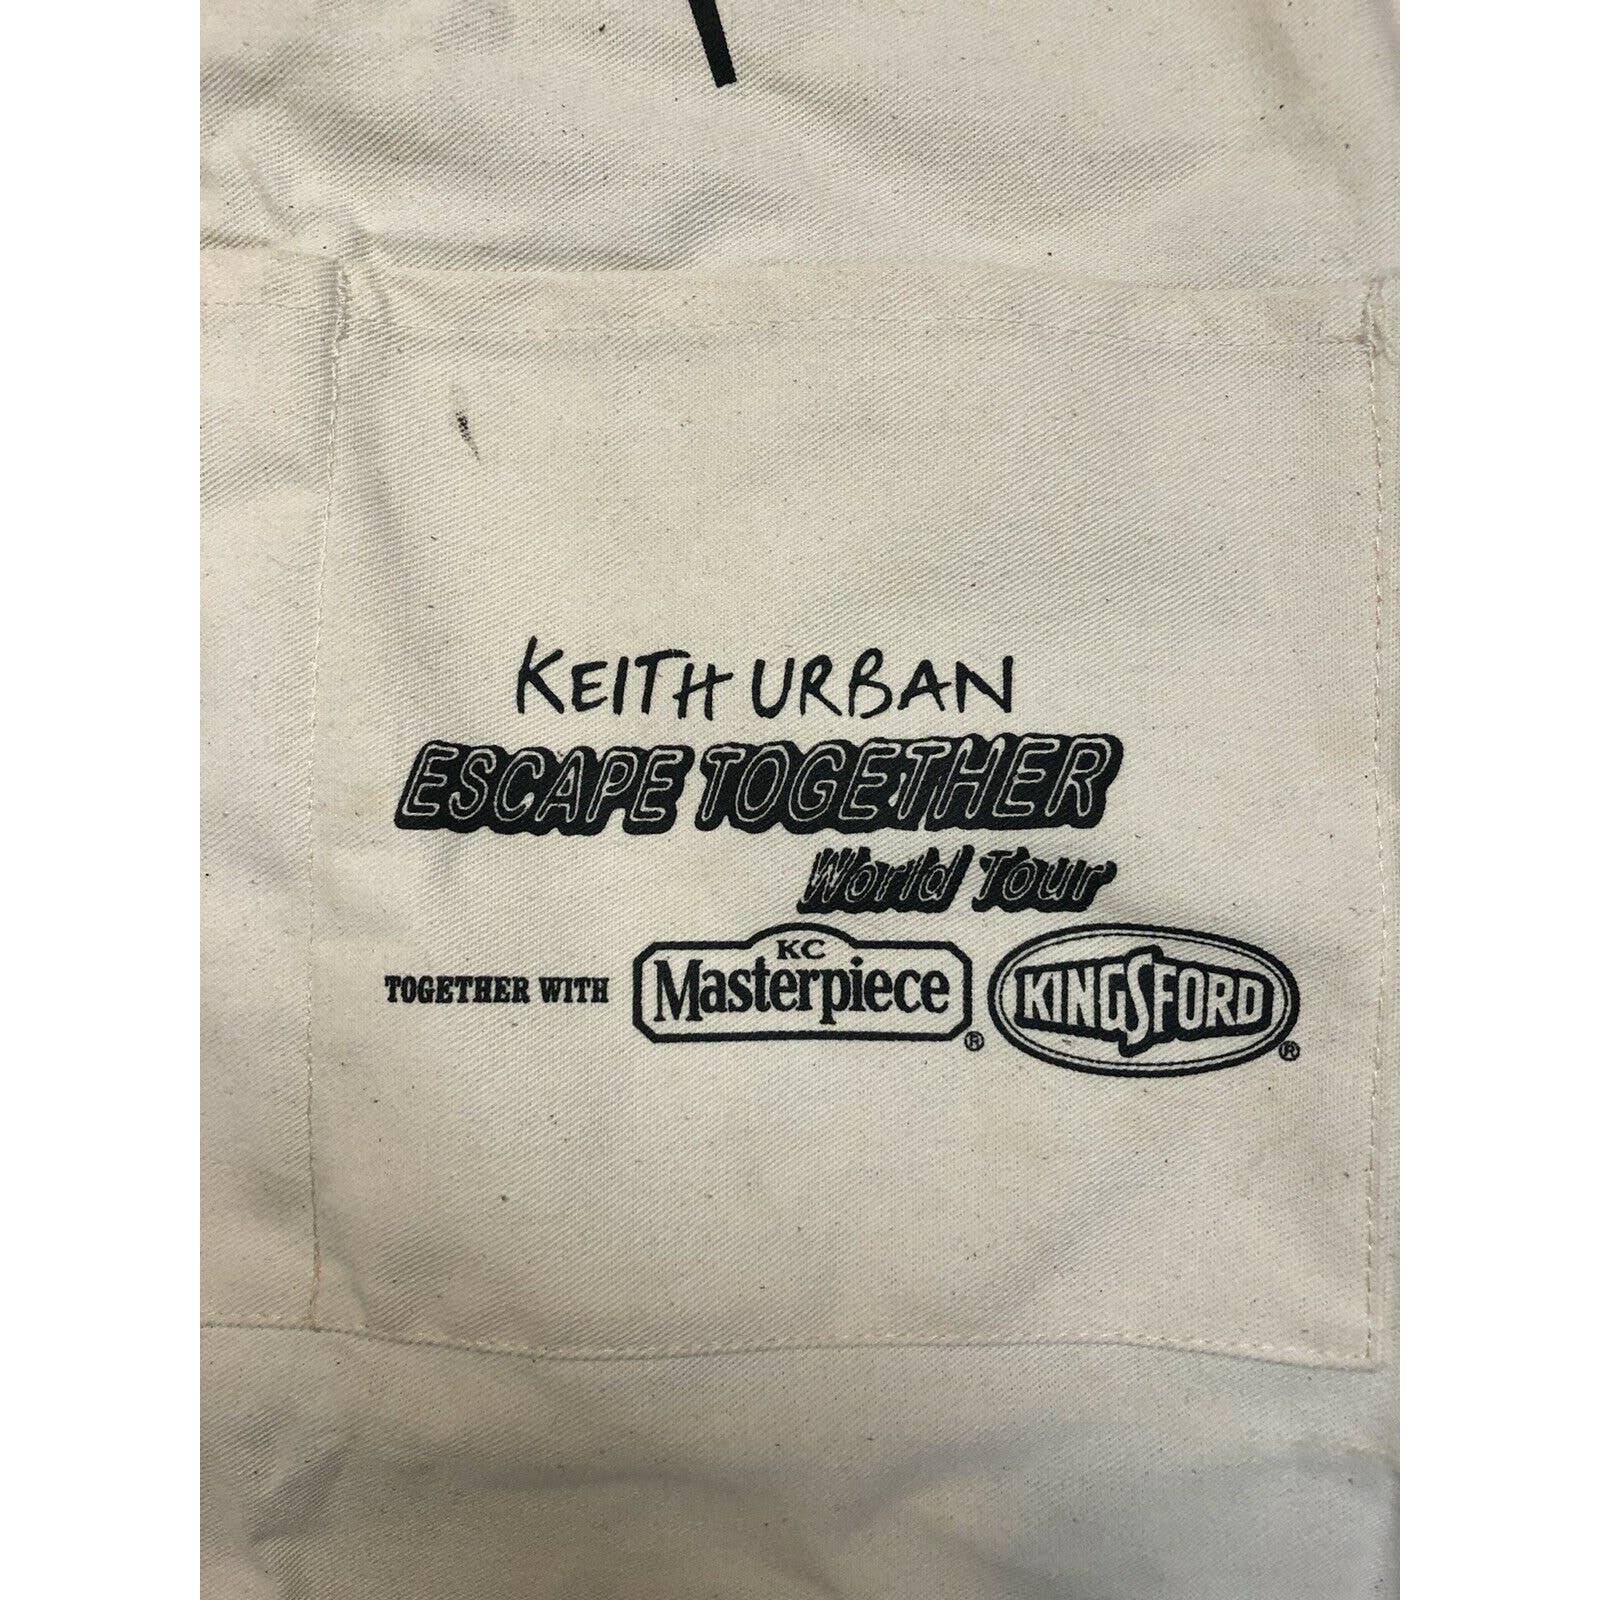 KEITH URBAN
ESCAPE TOGETHER
World Tour
TOGETHER WITH KC Masterpiece® KINGSFORD®